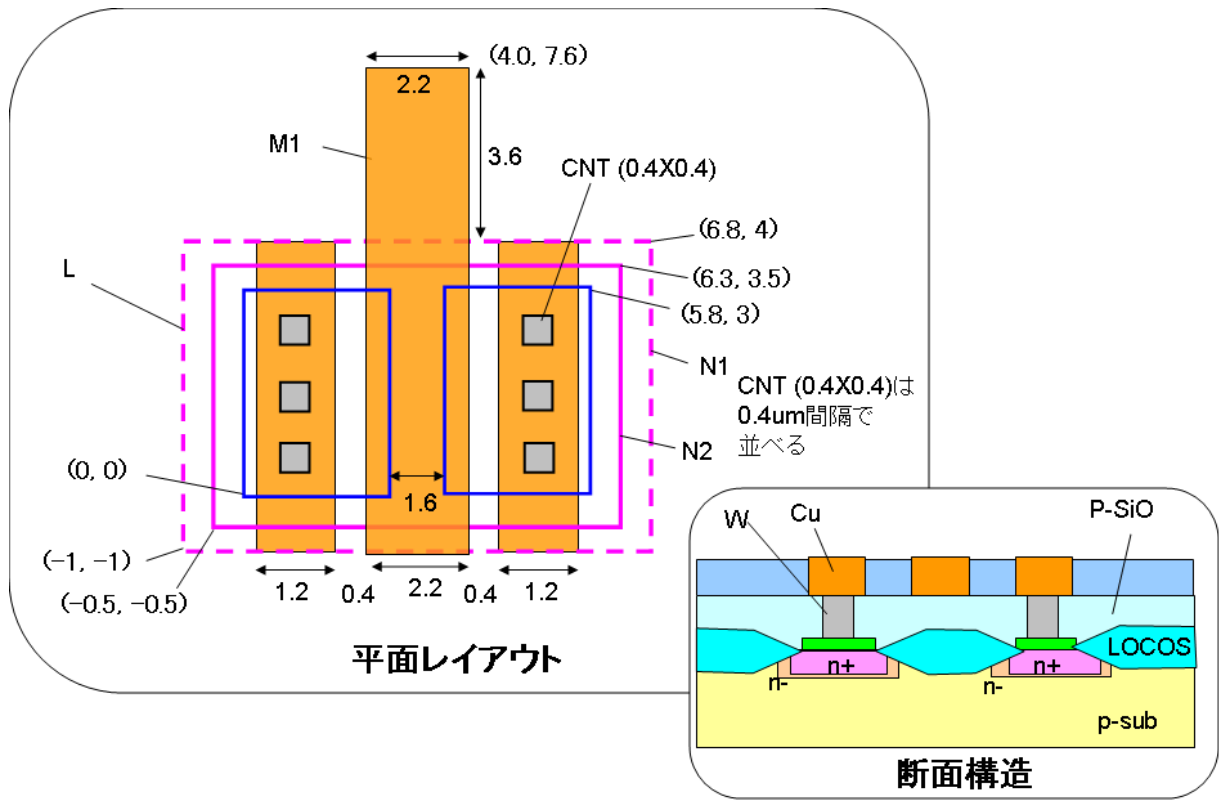 (4.0, 7.6)
2.2
M1
3.6
CNT (0.4X0.4)
(6.8, 4)
L
(6.3, 3.5)
(5.8, 3)
N1
CNT (0.4X0.4)は
0.4um間隔で
並べる
N2
(0, 0)
1.6
(−1, −1)
(−0.5, −0.5)
1.2
0.4
2.2
0.4
1.2
平面レイアウト
W
Cu
P-SiO
LOCOS
n+
n+
n-
n-
p-sub
断面構造